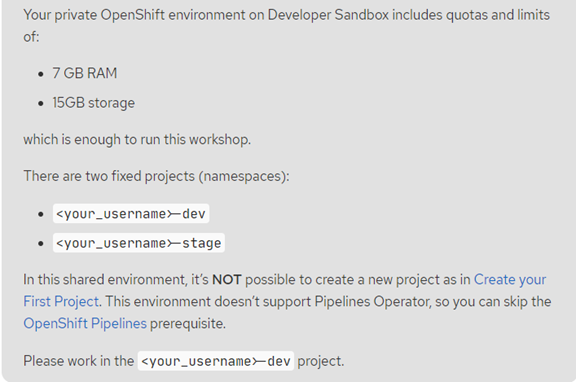 Your private OpenShift environment on Developer Sandbox includes quotas and limits
of:
• 7 GB RAM
• 15GB storage
which is enough to run this workshop.
There are two fixed projects (namespaces):
• <your_username>-dev
• <your_username>-stage
In this shared environment, it's NOT possible to create a new project as in Create your
First Project. This environment doesn't support Pipelines Operator, so you can skip the
OpenShift Pipelines prerequisite.
Please work in the <your_username>-dev project.